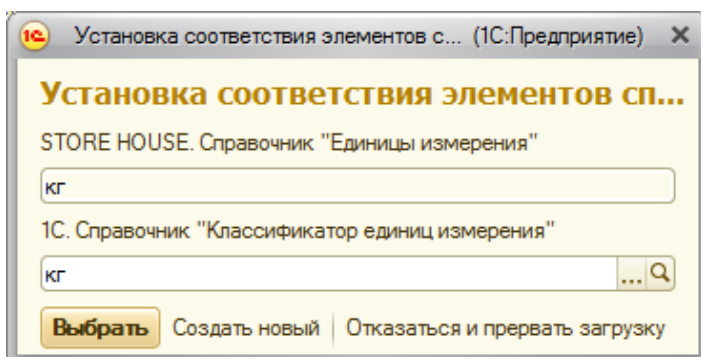 1С Установка соответствия элементов с... (1С:Предприятие)
Установка соответствия элементов сп...
STORE HOUSE. Справочник "Единицы измерения"
кг
1С. Справочник "Классификатор единиц измерения"
кг ...
Выбрать Создать новый Отказаться и прервать загрузку